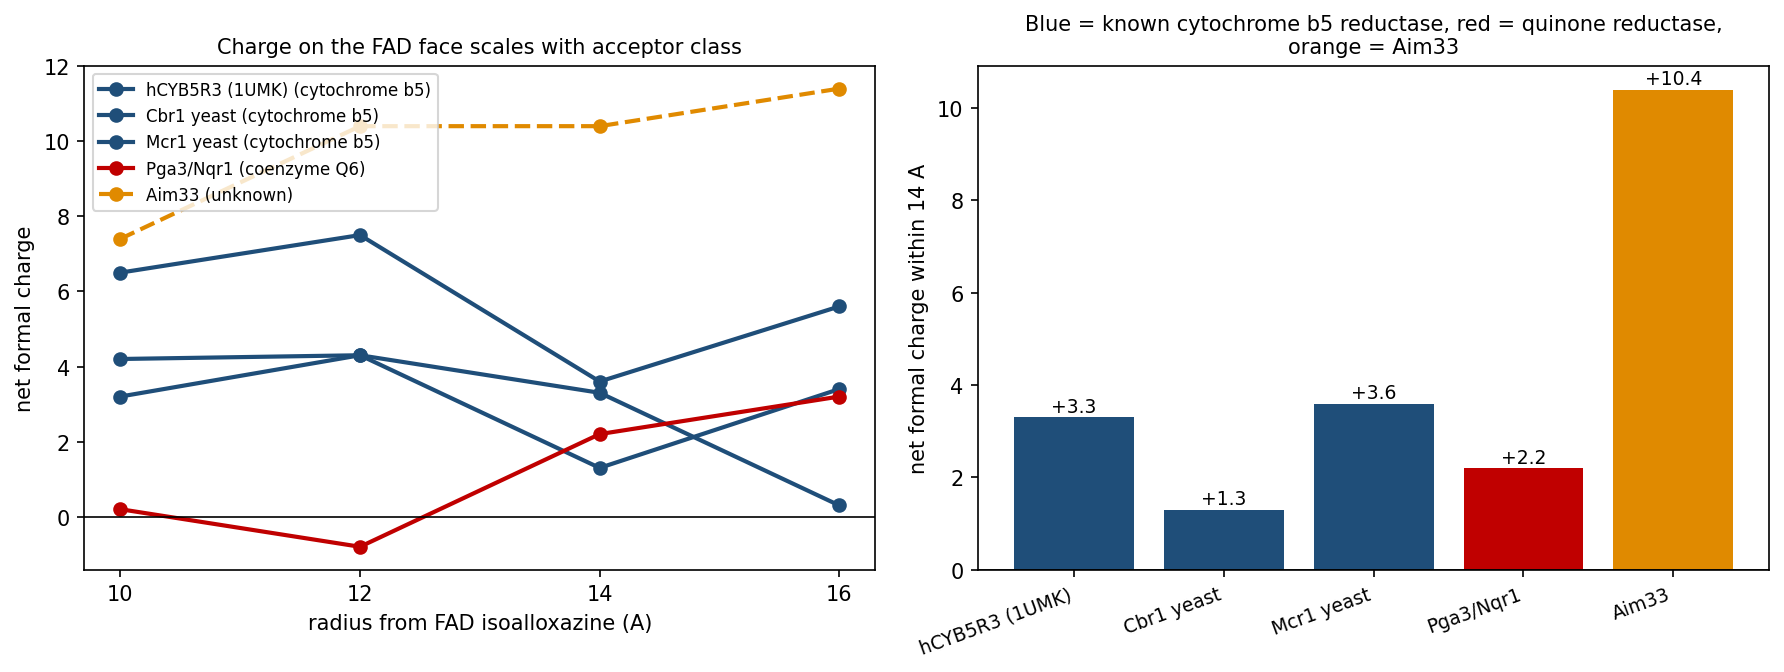 Charge on the FAD face scales with acceptor class
12
10
8
6
4
2
0
net formal charge
hCYB5R3 (1UMK) (cytochrome b5)
Cbr1 yeast (cytochrome b5)
Mcr1 yeast (cytochrome b5)
Pga3/Nqr1 (coenzyme Q6)
Aim33 (unknown)
10 12 14 16
radius from FAD isoalloxazine (A)
Blue = known cytochrome b5 reductase, red = quinone reductase,
orange = Aim33
10
8
6
4
2
0
net formal charge within 14 A
+3.3
+1.3
+3.6
+2.2
+10.4
hCYB5R3 (1UMK)
Cbr1 yeast
Mcr1 yeast
Pga3/Nqr1
Aim33